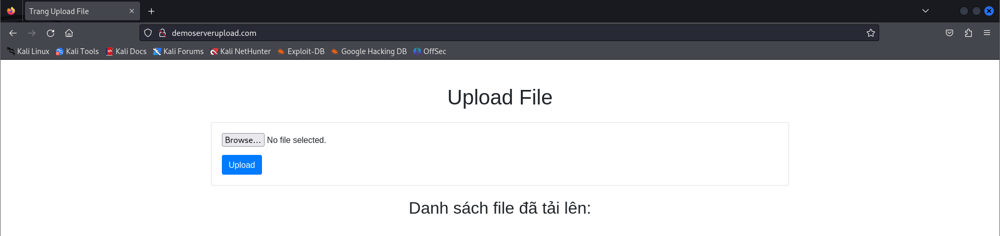 Trang Upload File
demoserverupload.com
Kali Linux Kali Tools Kali Docs Kali Forums Kali NetHunter Exploit-DB Google Hacking DB OffSec
Upload File
Browse... No file selected.
Upload
Danh sách file đã tải lên: